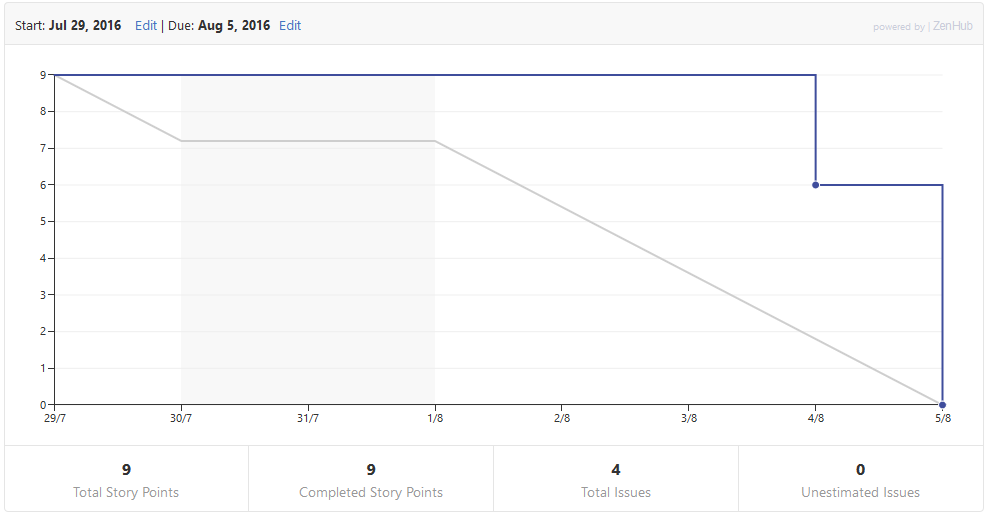 Start: Jul 29, 2016 Edit | Due: Aug 5, 2016 Edit powered by | ZenHub
9
8
7
6
5
4
3
2
1
0
29/7 30/7 31/7 1/8 2/8 3/8 4/8 5/8
9 9 4 0
Total Story Points Completed Story Points Total Issues Unestimated Issues